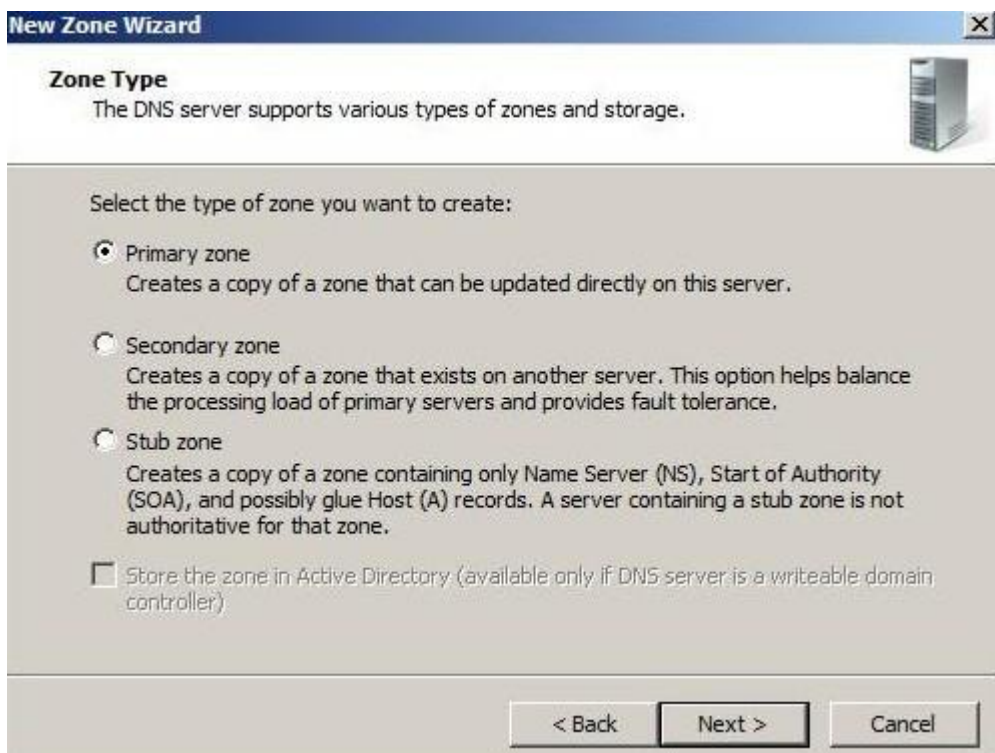 New Zone Wizard
Zone Type
The DNS server supports various types of zones and storage.
Select the type of zone you want to create:
Primary zone
Creates a copy of a zone that can be updated directly on this server.
Secondary zone
Creates a copy of a zone that exists on another server. This option helps balance
the processing load of primary servers and provides fault tolerance.
Stub zone
Creates a copy of a zone containing only Name Server (NS), Start of Authority
(SOA), and possibly glue Host (A) records. A server containing a stub zone is not
authoritative for that zone.
Store the zone in Active Directory (available only if DNS server is a writeable domain
controller)
< Back Next > Cancel